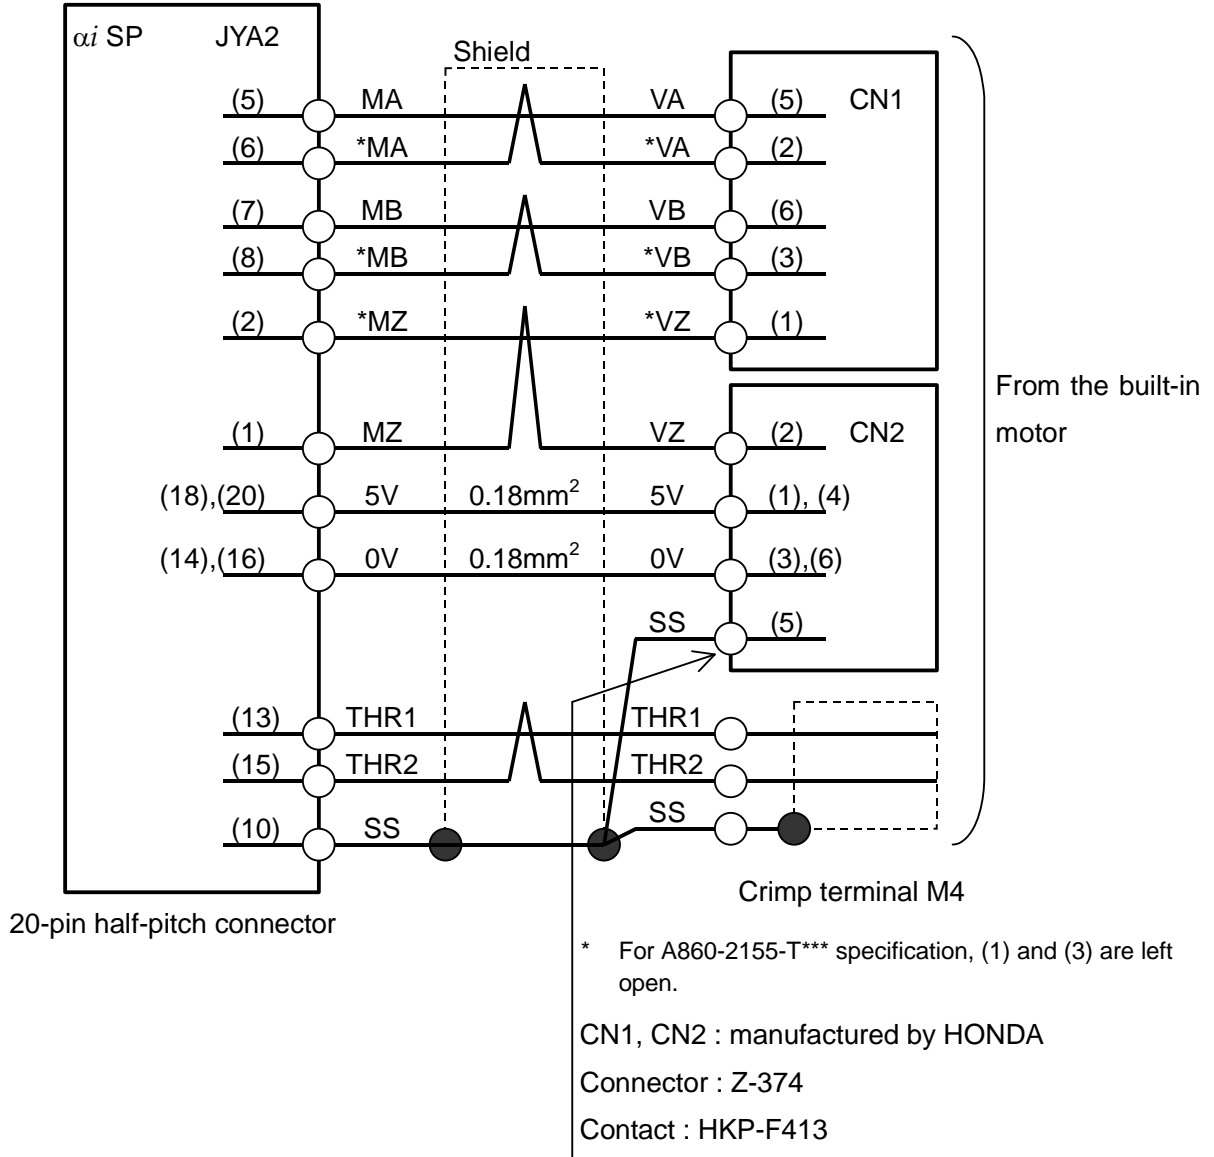 αi SP JYA2
Shield
(5) MA VA (5) CN1
(6) *MA *VA (2)
(7) MB VB (6)
(8) *MB *VB (3)
(2) *MZ *VZ (1)
From the built-in
motor
(1) MZ VZ (2) CN2
(18),(20) 5V 0.18mm² 5V (1), (4)
(14),(16) 0V 0.18mm² 0V (3),(6)
SS (5)
(13) THR1 THR1
(15) THR2 THR2
(10) SS SS
Crimp terminal M4
20-pin half-pitch connector
* For A860-2155-T*** specification, (1) and (3) are left
open.
CN1, CN2 : manufactured by HONDA
Connector : Z-374
Contact : HKP-F413